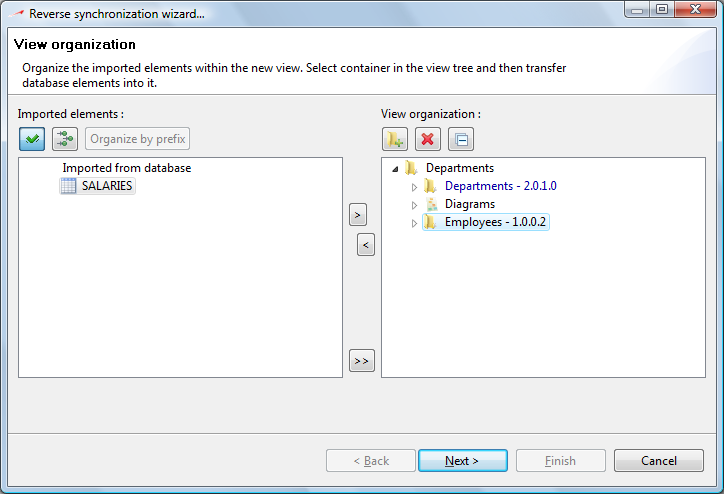 Reverse synchronization wizard...
View organization
Organize the imported elements within the new view. Select container in the view tree and then transfer
database elements into it.
Imported elements :
View organization :
Organize by prefix
Imported from database
SALARIES
Departments
Departments - 2.0.1.0
Diagrams
Employees - 1.0.0.2
>
<
>>
< Back
Next >
Finish
Cancel